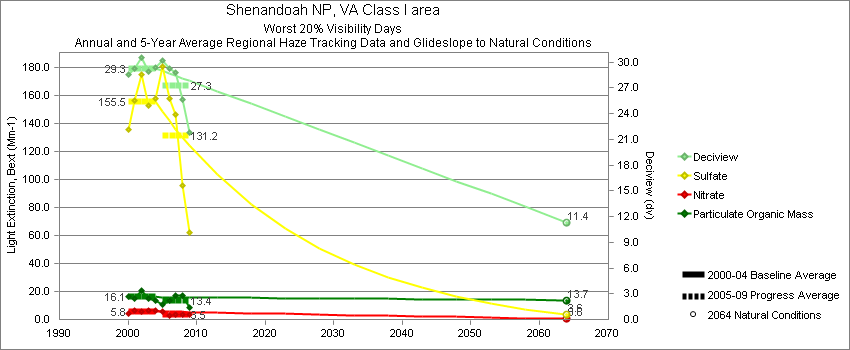 Shenandoah NP, VA Class I area
Worst 20% Visibility Days
Annual and 5-Year Average Regional Haze Tracking Data and Glideslope to Natural Conditions
Light Extinction, Bext (Mm-1)
180.0
160.0
140.0
120.0
100.0
80.0
60.0
40.0
20.0
0.0
29.3
155.5
16.1
5.8
27.3
131.2
13.4
11.4
13.7
3.6
30.0
27.0
24.0
21.0
18.0
15.0
12.0
9.0
6.0
3.0
0.0
Deciview (dv)
1990 2000 2010 2020 2030 2040 2050 2060 2070
Deciview
Sulfate
Nitrate
Particulate Organic Mass
2000-04 Baseline Average
2005-09 Progress Average
2064 Natural Conditions